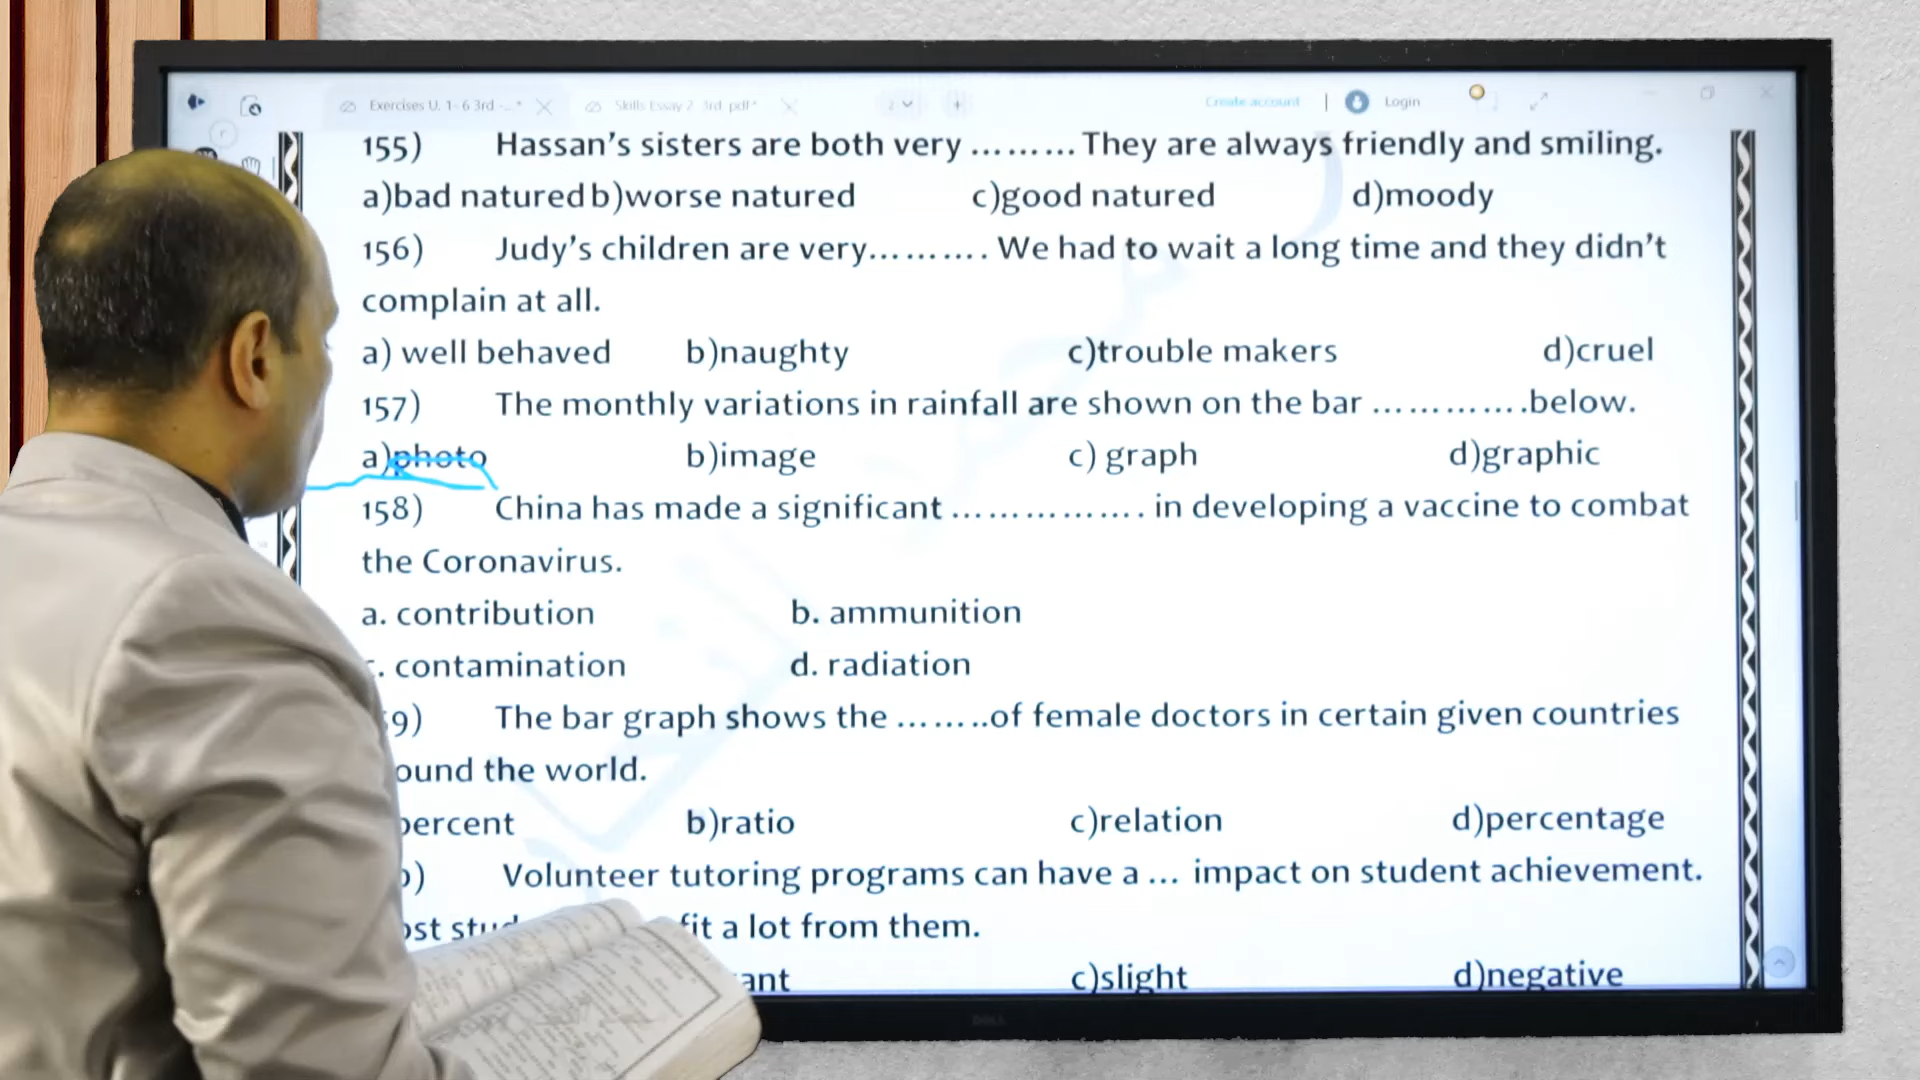 Exercises U. 1- 6 3rd -...*
Skills Essay 2 3rd pdf*
Create account | Login
155) Hassan's sisters are both very ......... They are always friendly and smiling.
a)bad natured b)worse natured c)good natured d)moody
156) Judy's children are very.......... We had to wait a long time and they didn't
complain at all.
a) well behaved b)naughty c)trouble makers d)cruel
157) The monthly variations in rainfall are shown on the bar .............below.
a)photo b)image c) graph d)graphic
158) China has made a significant ................ in developing a vaccine to combat
the Coronavirus.
a. contribution b. ammunition
. contamination d. radiation
9) The bar graph shows the ........of female doctors in certain given countries
ound the world.
percent b)ratio c)relation d)percentage
) Volunteer tutoring programs can have a ... impact on student achievement.
fit a lot from them.
ant c)slight d)negative